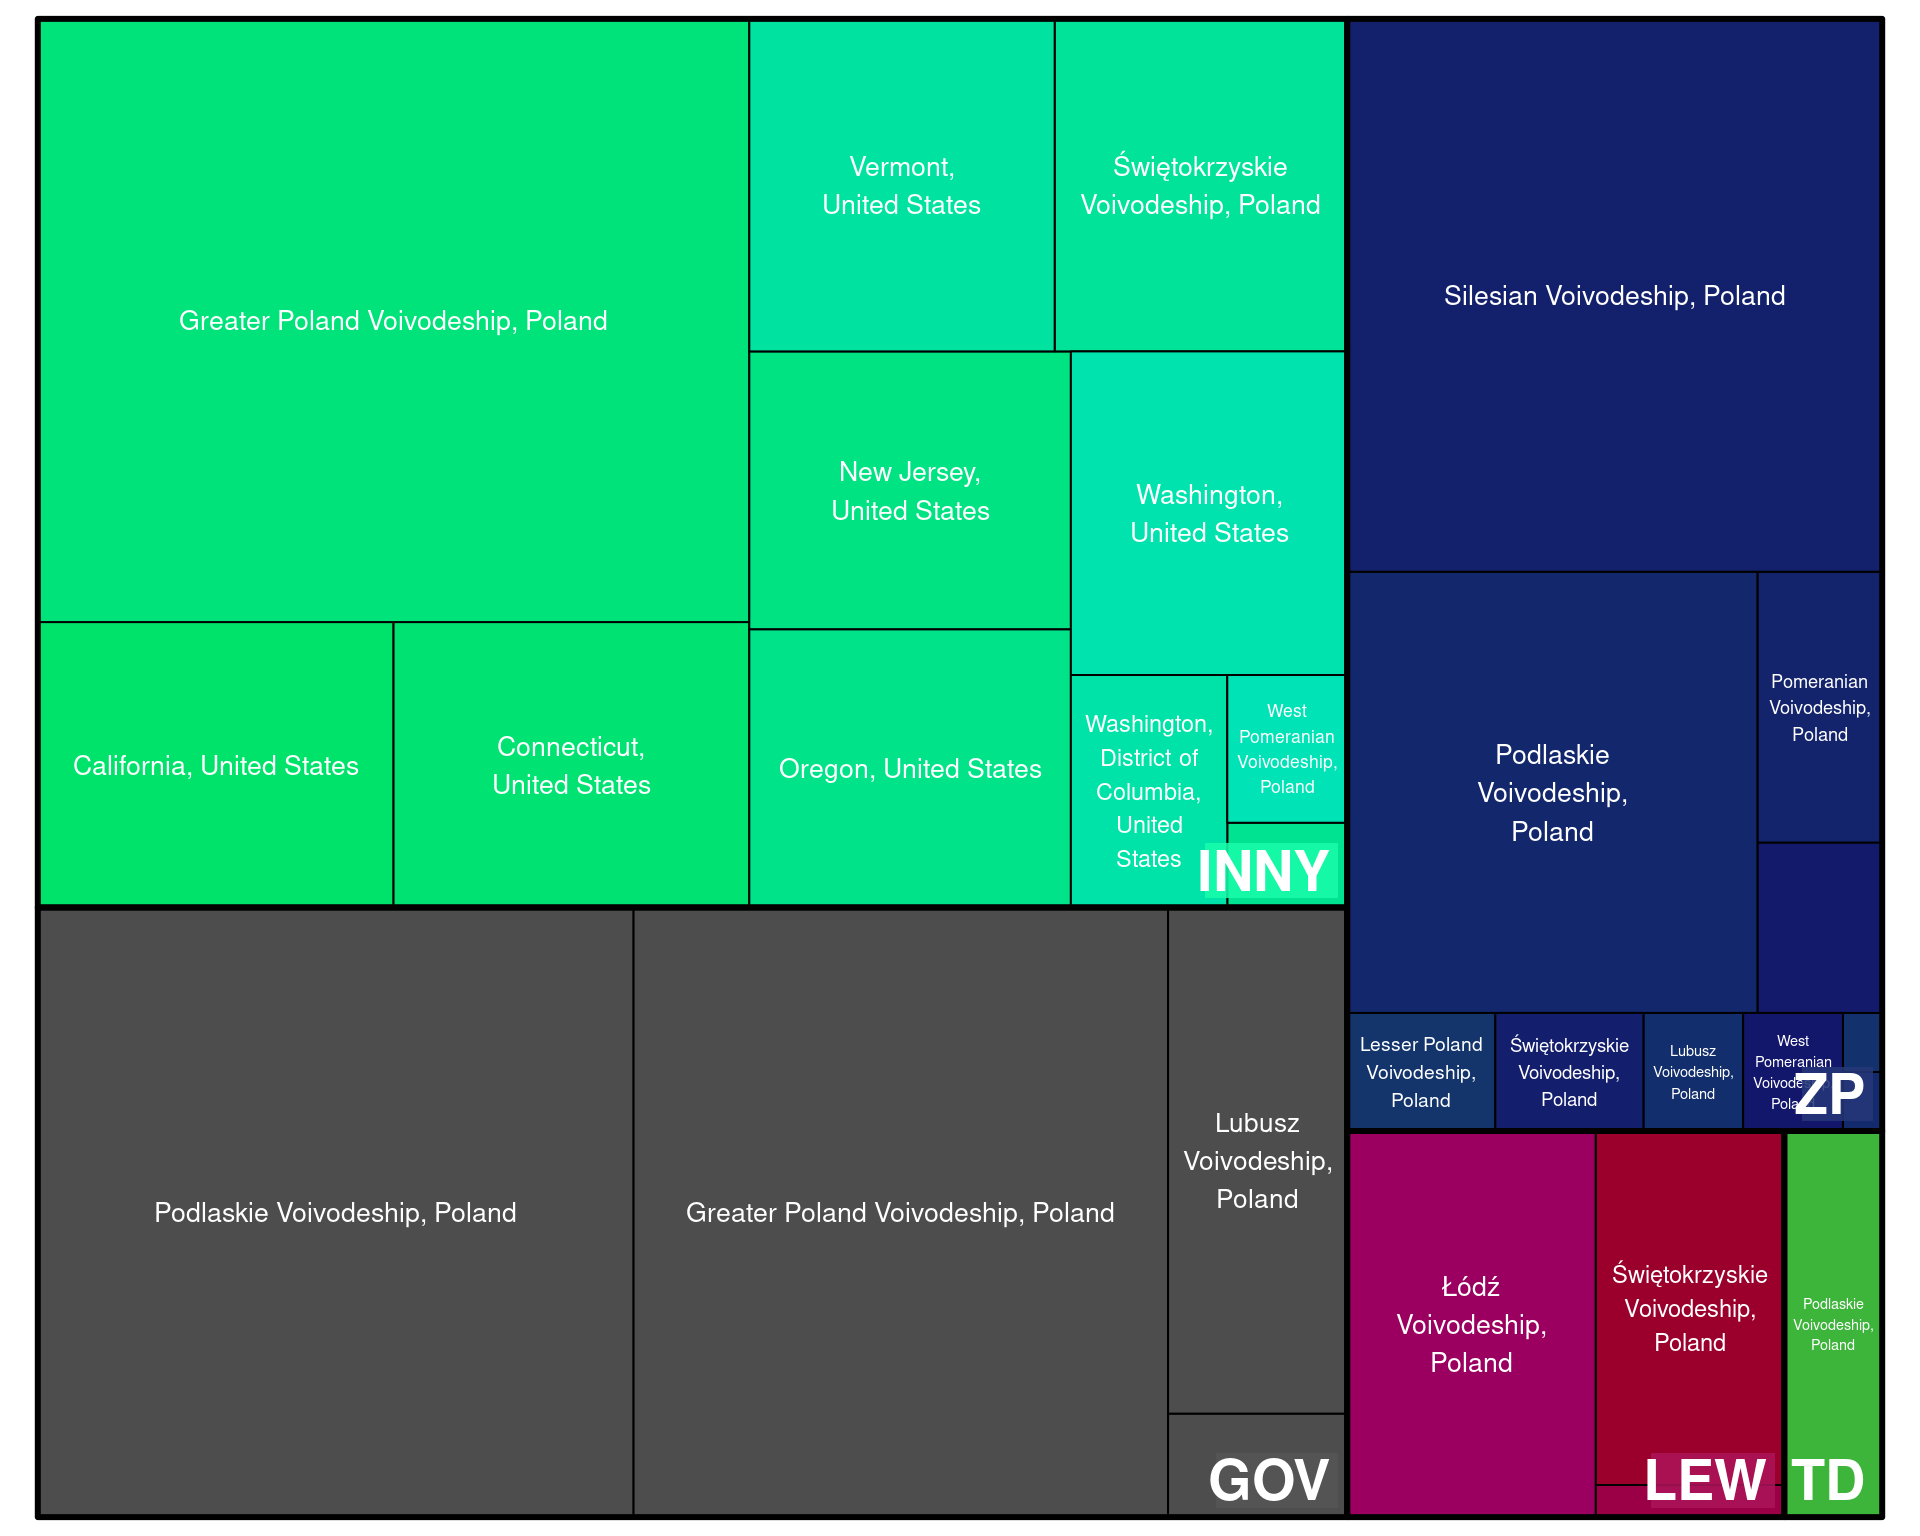 Greater Poland Voivodeship, Poland
Vermont,
United States
Świętokrzyskie
Voivodeship, Poland
New Jersey,
United States
Washington,
United States
California, United States
Connecticut,
United States
Oregon, United States
Washington,
District of
Columbia,
United
States
West
Pomeranian
Voivodeship,
Poland
INNY
Silesian Voivodeship, Poland
Podlaskie
Voivodeship,
Poland
Pomeranian
Voivodeship,
Poland
Lesser Poland
Voivodeship,
Poland
Świętokrzyskie
Voivodeship,
Poland
Lubusz
Voivodeship,
Poland
West
Pomeranian
Voivodeship,
Poland
ZP
Podlaskie Voivodeship, Poland
Greater Poland Voivodeship, Poland
Lubusz
Voivodeship,
Poland
GOV
Łódź
Voivodeship,
Poland
Świętokrzyskie
Voivodeship,
Poland
LEW
Podlaskie
Voivodeship,
Poland
TD